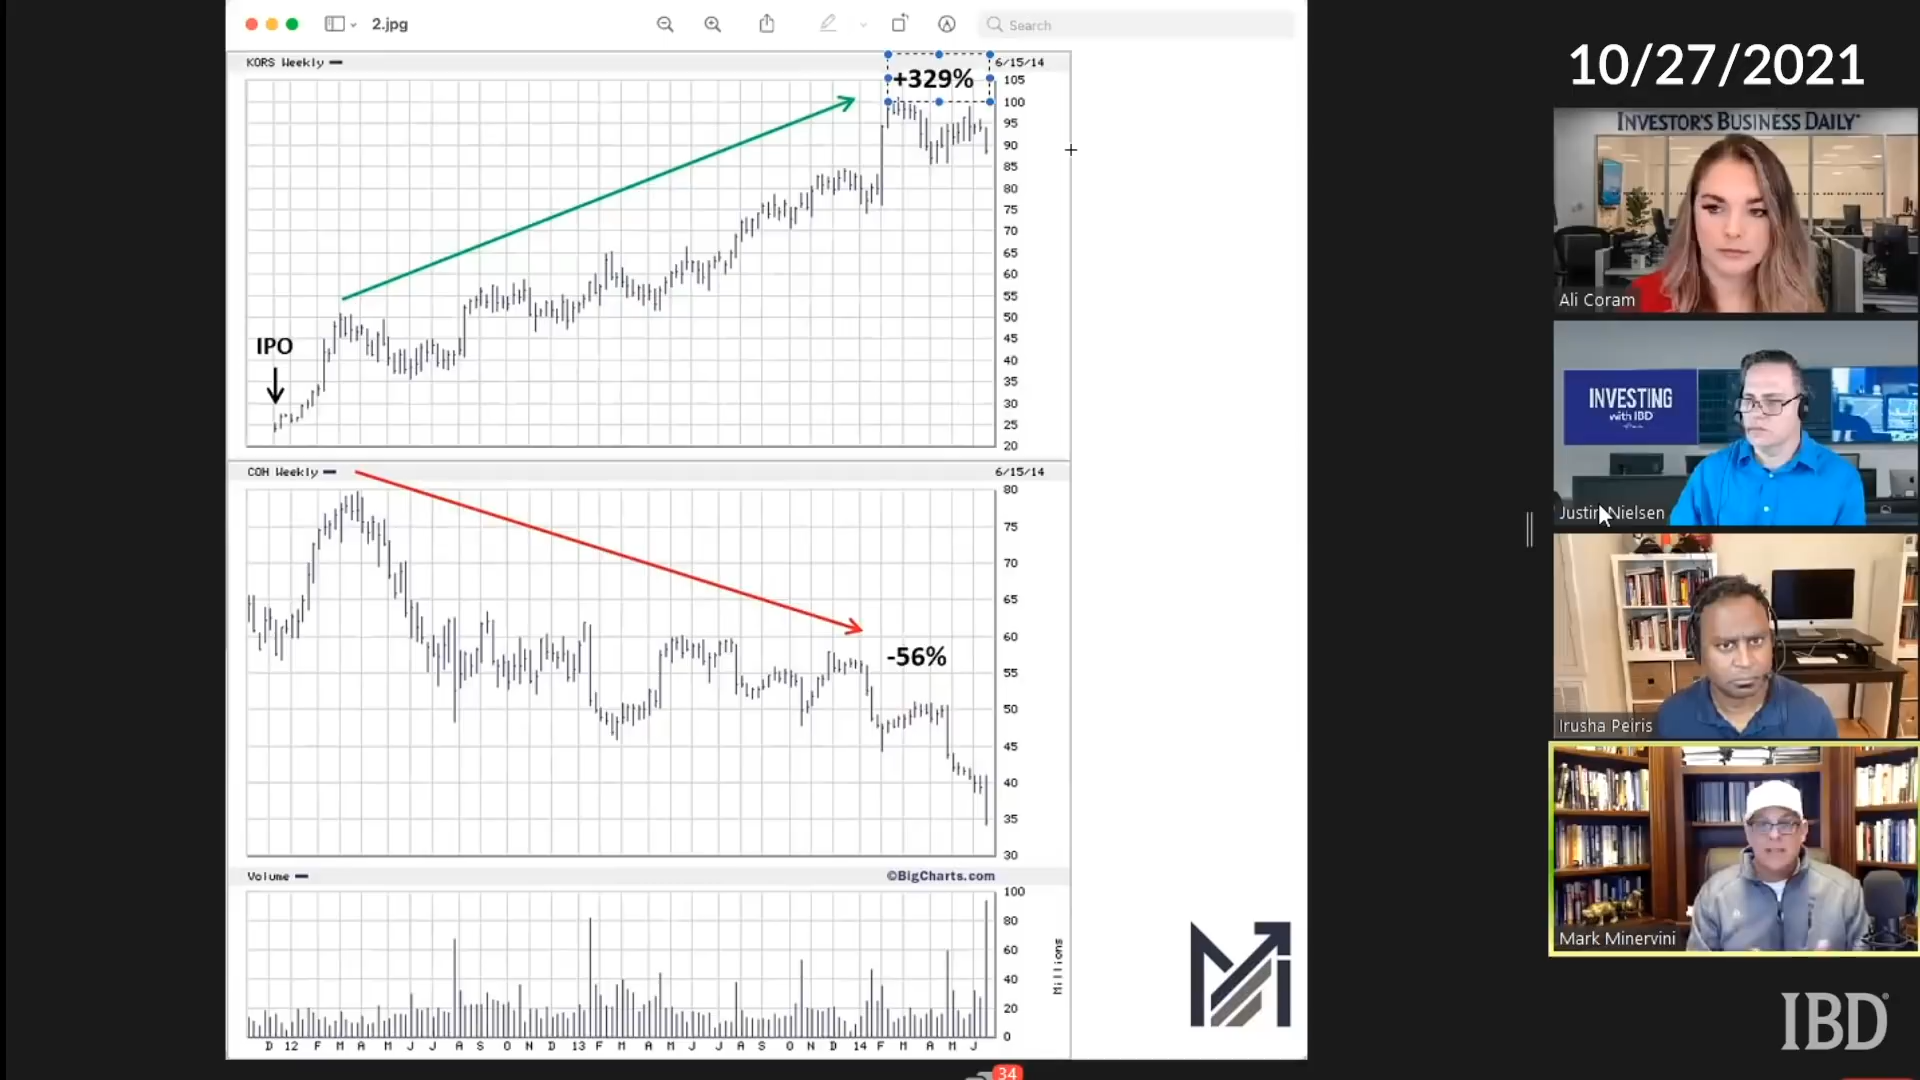 2.jpg
Search
KORS Weekly
6/15/14
+329%
105
100
95
90
85
80
75
70
65
60
55
50
45
40
35
30
25
20
IPO
COH Weekly
6/15/14
80
75
70
65
60
55
50
45
40
35
30
-56%
Volume
©BigCharts.com
100
80
60
40
20
0
Millions
D 12 F M A M J J A S O N D 13 F M A M J J A S O N D 14 F M A M J
34
10/27/2021
INVESTOR'S BUSINESS DAILY
Ali Coram
INVESTING
with IBD
Justin Nielsen
Irusha Peiris
Mark Minervini
IBD